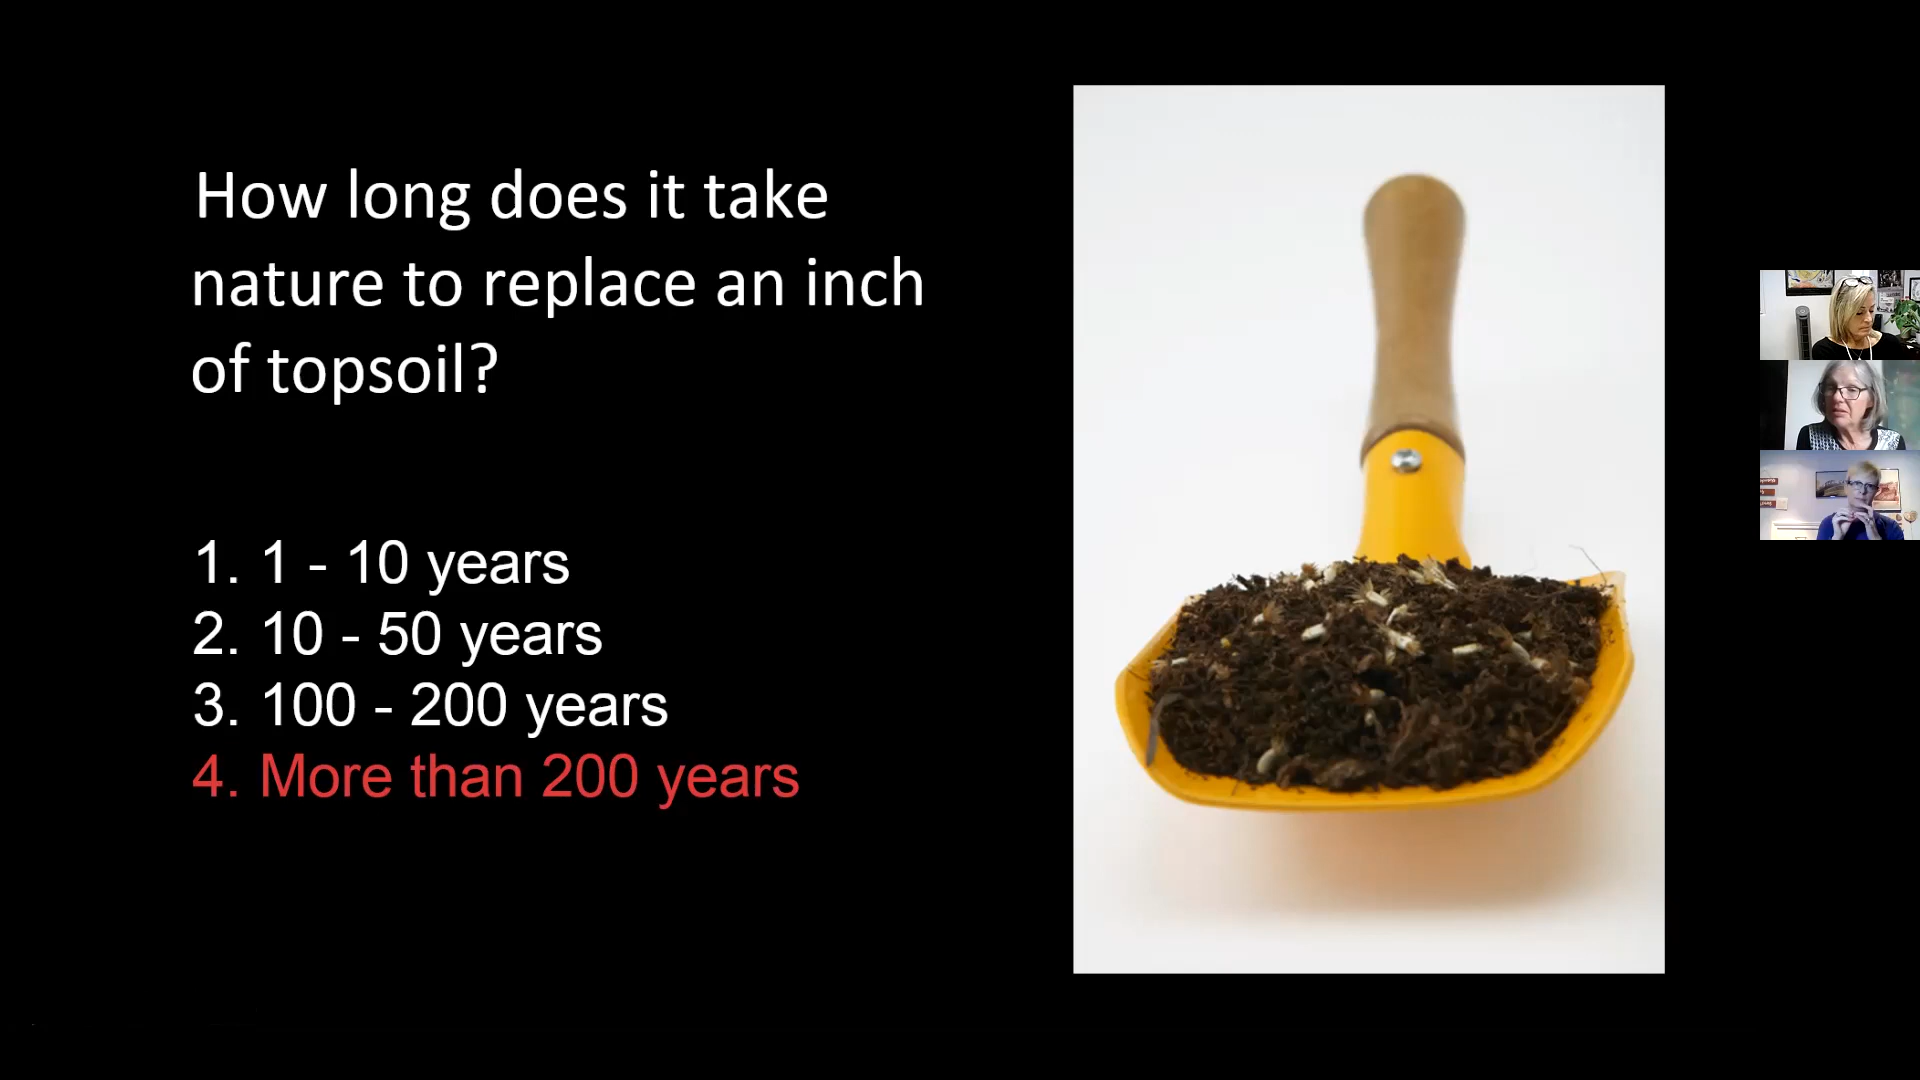 How long does it take
nature to replace an inch
of topsoil?
1. 1 - 10 years
2. 10 - 50 years
3. 100 - 200 years
4. More than 200 years